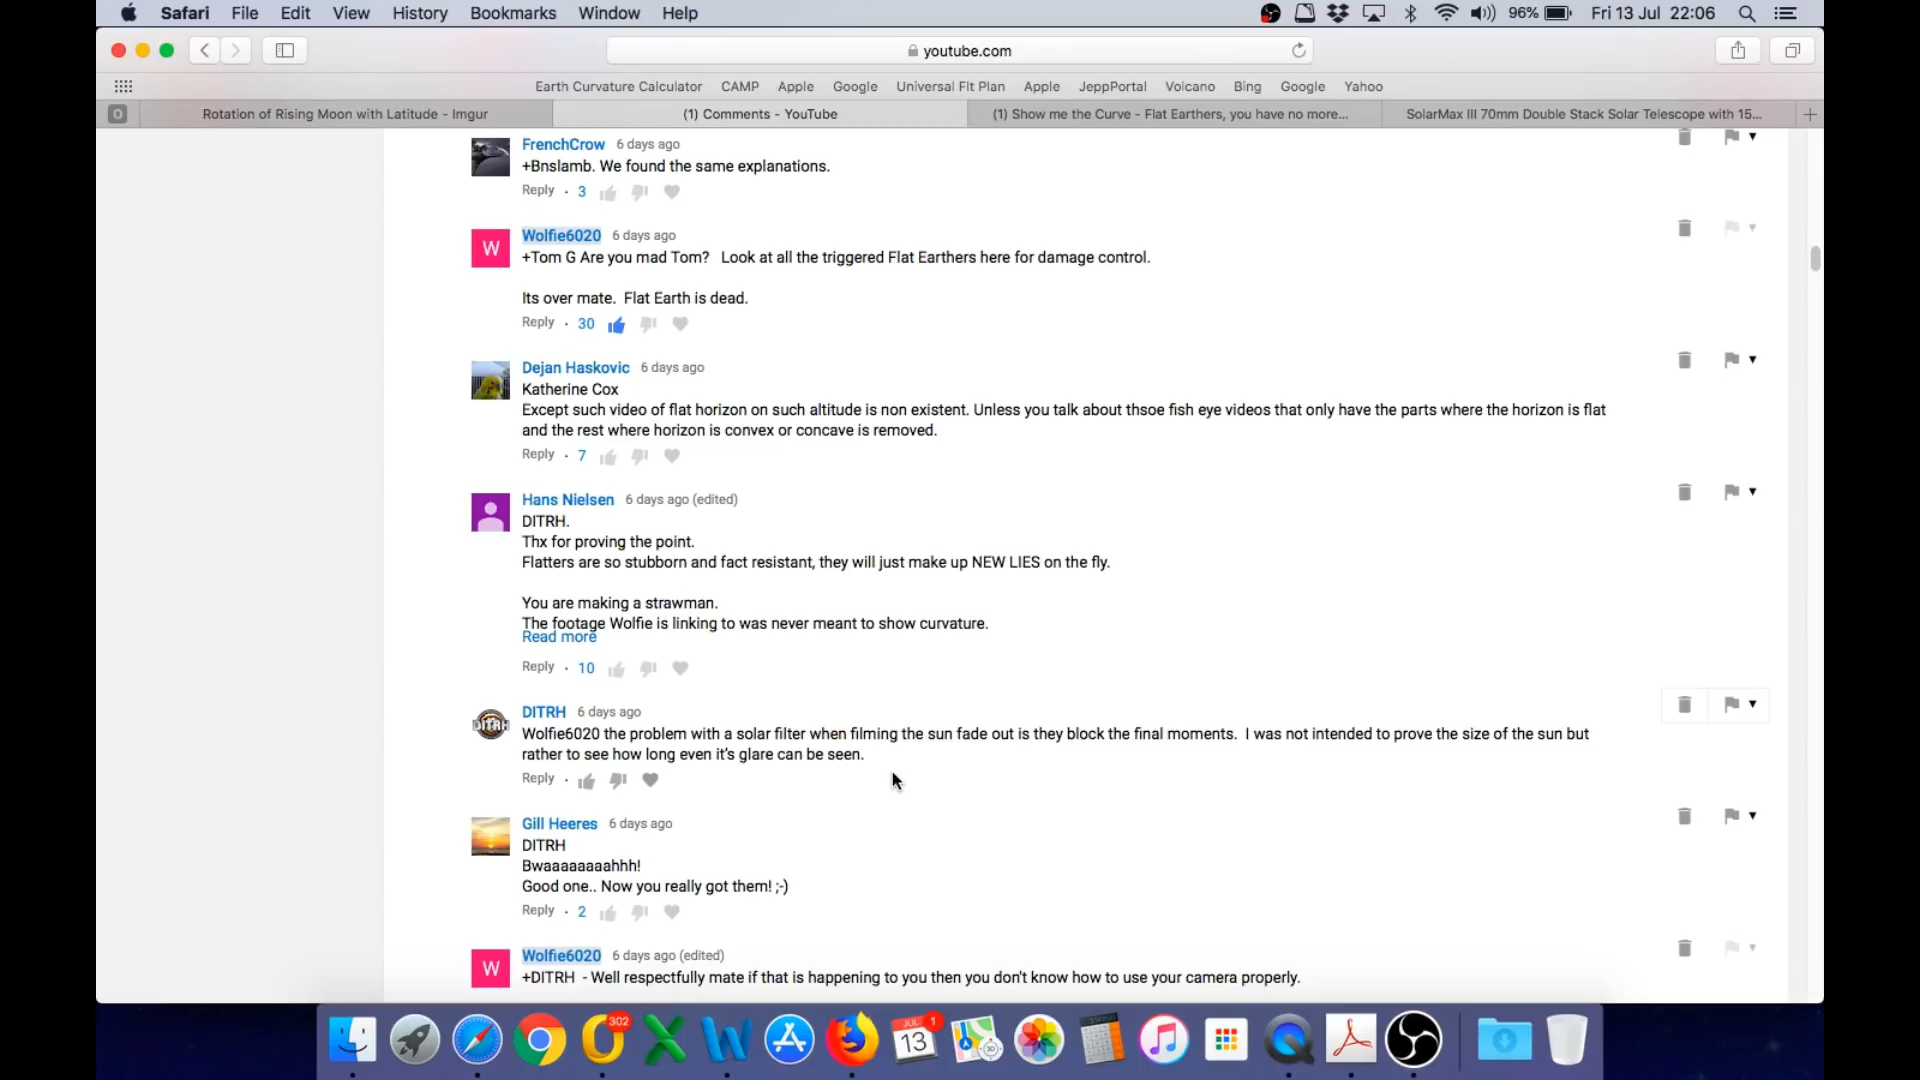 Safari File Edit View History Bookmarks Window Help 96% Fri 13 Jul 22:06
youtube.com
Earth Curvature Calculator CAMP Apple Google Universal Flt Plan Apple JeppPortal Volcano Bing Google Yahoo
O Rotation of Rising Moon with Latitude - Imgur (1) Comments - YouTube (1) Show me the Curve - Flat Earthers, you have no more... SolarMax III 70mm Double Stack Solar Telescope with 15...
FrenchCrow 6 days ago
+Bnslamb. We found the same explanations.
Reply · 3
W Wolfie6020 6 days ago
+Tom G Are you mad Tom? Look at all the triggered Flat Earthers here for damage control.
Its over mate. Flat Earth is dead.
Reply · 30
Dejan Haskovic 6 days ago
Katherine Cox
Except such video of flat horizon on such altitude is non existent. Unless you talk about thsoe fish eye videos that only have the parts where the horizon is flat
and the rest where horizon is convex or concave is removed.
Reply · 7
Hans Nielsen 6 days ago (edited)
DITRH.
Thx for proving the point.
Flatters are so stubborn and fact resistant, they will just make up NEW LIES on the fly.
You are making a strawman.
The footage Wolfie is linking to was never meant to show curvature.
Read more
Reply · 10
DITRH DITRH 6 days ago
Wolfie6020 the problem with a solar filter when filming the sun fade out is they block the final moments. I was not intended to prove the size of the sun but
rather to see how long even it's glare can be seen.
Reply ·
Gill Heeres 6 days ago
DITRH
Bwaaaaaaaahhh!
Good one.. Now you really got them! ;-)
Reply · 2
W Wolfie6020 6 days ago (edited)
+DITRH - Well respectfully mate if that is happening to you then you don't know how to use your camera properly.
302 JUL 1
13